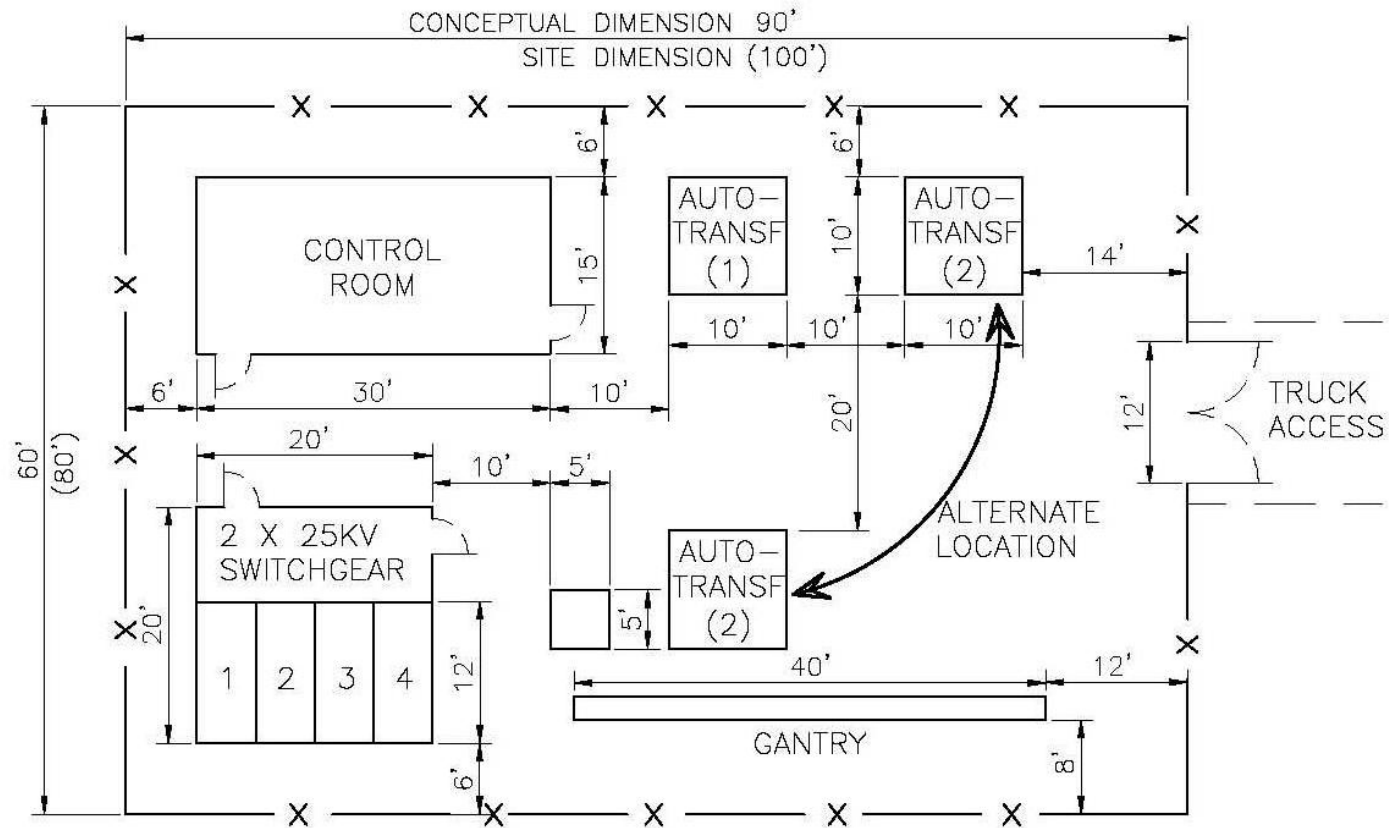 CONCEPTUAL DIMENSION 90'
SITE DIMENSION (100')
X X X X X
6'
6'
AUTO-
TRANSF
(1)
AUTO-
TRANSF
(2)
CONTROL
ROOM
15'
10'
14'
X
X
10'
10'
10'
6'
30'
10'
20'
12'
TRUCK
ACCESS
60'
(80')
X
20'
10'
5'
ALTERNATE
LOCATION
2 X 25KV
SWITCHGEAR
AUTO-
TRANSF
(2)
X
20'
5'
X
1
2
3
4
12'
40'
12'
GANTRY
6'
8'
X X X X X